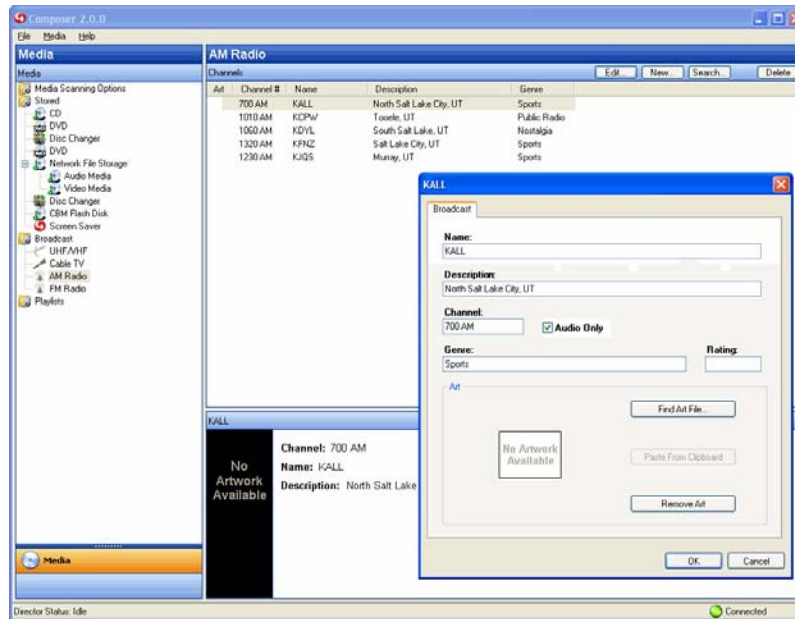 Composer 2.0.0
File Media Help
Media
AM Radio
Media
Channels
Edit...
New...
Search...
Delete
Media Scanning Options
Stored
CD
DVD
Disc Changer
DVD
Network File Storage
Audio Media
Video Media
Disc Changer
CBM Flash Disk
Screen Saver
Broadcast
UHF/VHF
Cable TV
AM Radio
FM Radio
Playlists
Art Channel # Name Description Genre
700 AM KALL North Salt Lake City, UT Sports
1010 AM KCPW Tooele, UT Public Radio
1060 AM KDYL South Salt Lake, UT Nostalgia
1320 AM KFNZ Salt Lake City, UT Sports
1230 AM KJQS Murray, UT Sports
KALL
Broadcast
Name:
KALL
Description:
North Salt Lake City, UT
Channel:
700 AM
Audio Only
Genre:
Rating:
Sports
Art
Find Art File...
No Artwork
Available
Paste From Clipboard
Remove Art
OK
Cancel
KALL
No
Artwork
Available
Channel: 700 AM
Name: KALL
Description: North Salt Lake
Media
Director Status: Idle
Connected